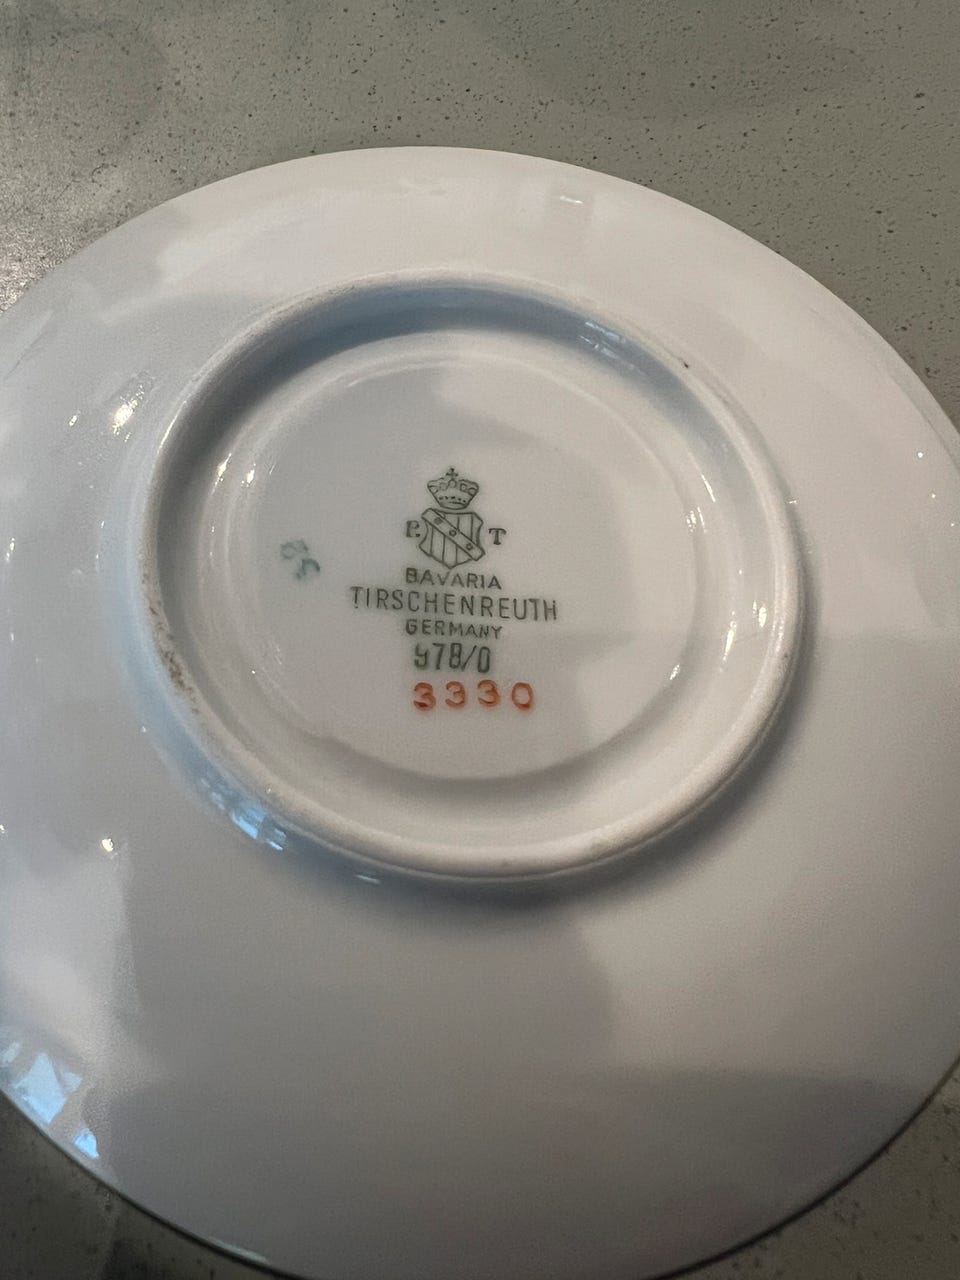 P. T
BAVARIA
TIRSCHENREUTH
GERMANY
978/0
3330